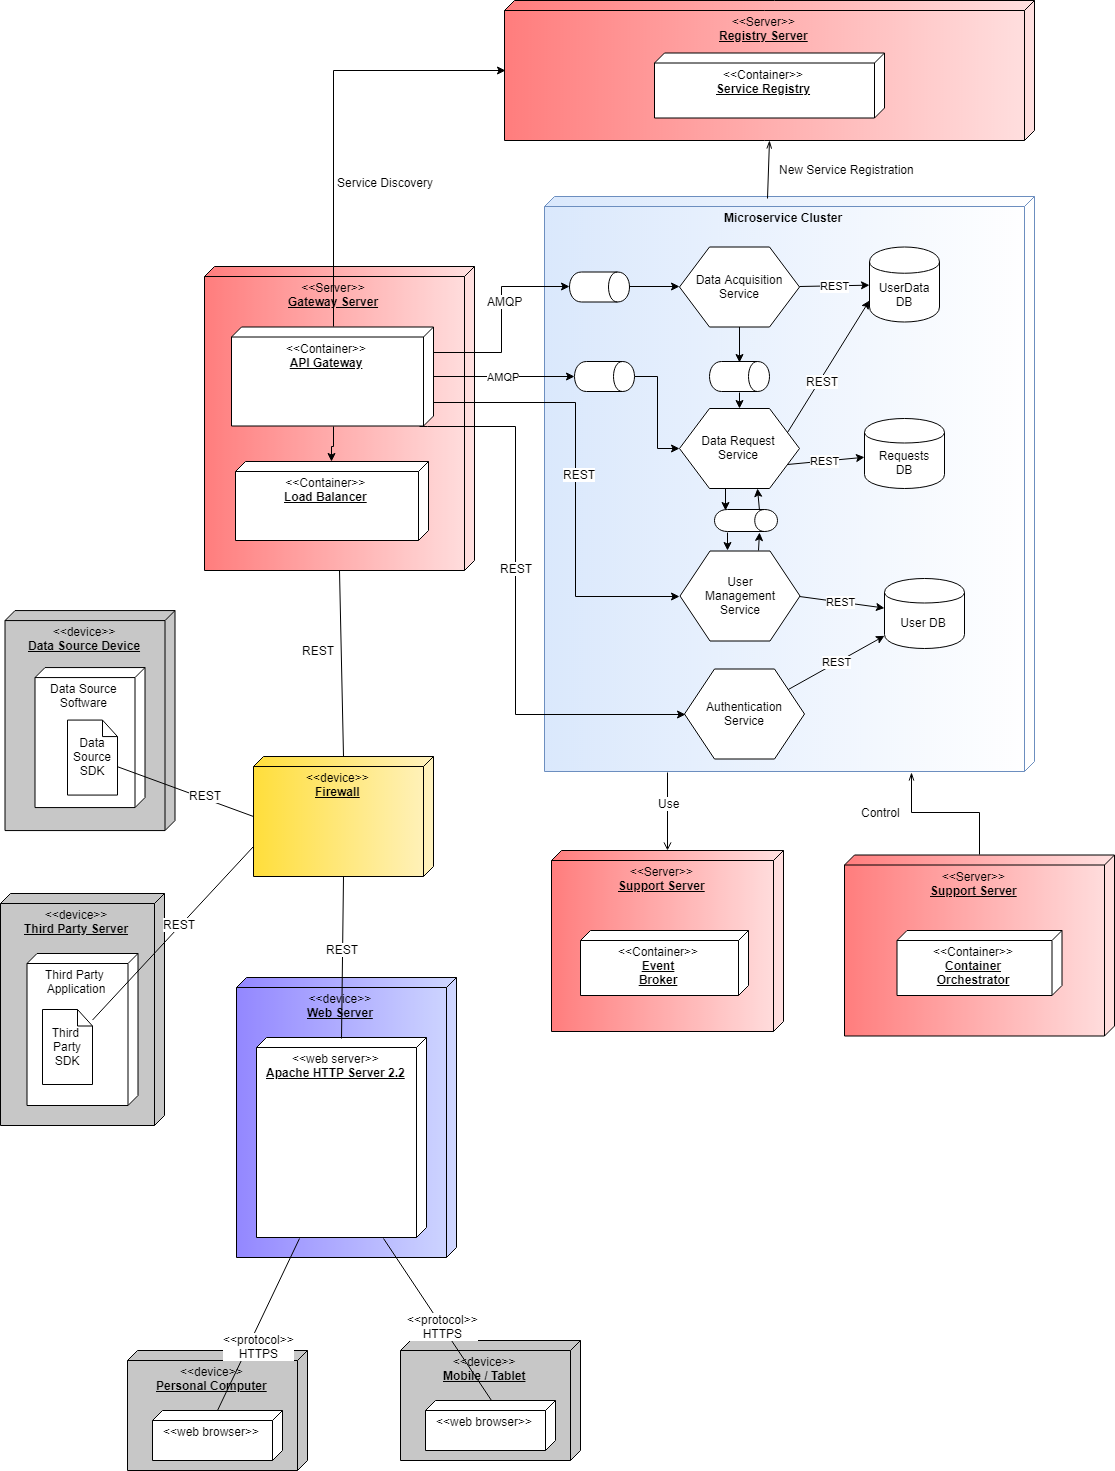 <<Server>>
Registry Server
<<Container>>
Service Registry
Service Discovery
New Service Registration
Microservice Cluster
<<Server>>
Gateway Server
<<Container>>
API Gateway
<<Container>>
Load Balancer
AMQP
AMQP
REST
REST
Data Acquisition
Service
REST
UserData
DB
REST
Data Request
Service
REST
Requests
DB
User
Management
Service
REST
User DB
REST
Authentication
Service
REST
<<device>>
Data Source Device
Data Source
Software
Data
Source
SDK
REST
<<device>>
Firewall
Use
Control
<<Server>>
Support Server
<<Container>>
Event
Broker
<<Server>>
Support Server
<<Container>>
Container
Orchestrator
<<device>>
Third Party Server
REST
Third Party
Application
Third
Party
SDK
REST
<<device>>
Web Server
<<web server>>
Apache HTTP Server 2.2
<<protocol>>
HTTPS
<<protocol>>
HTTPS
<<device>>
Personal Computer
<<web browser>>
<<device>>
Mobile / Tablet
<<web browser>>